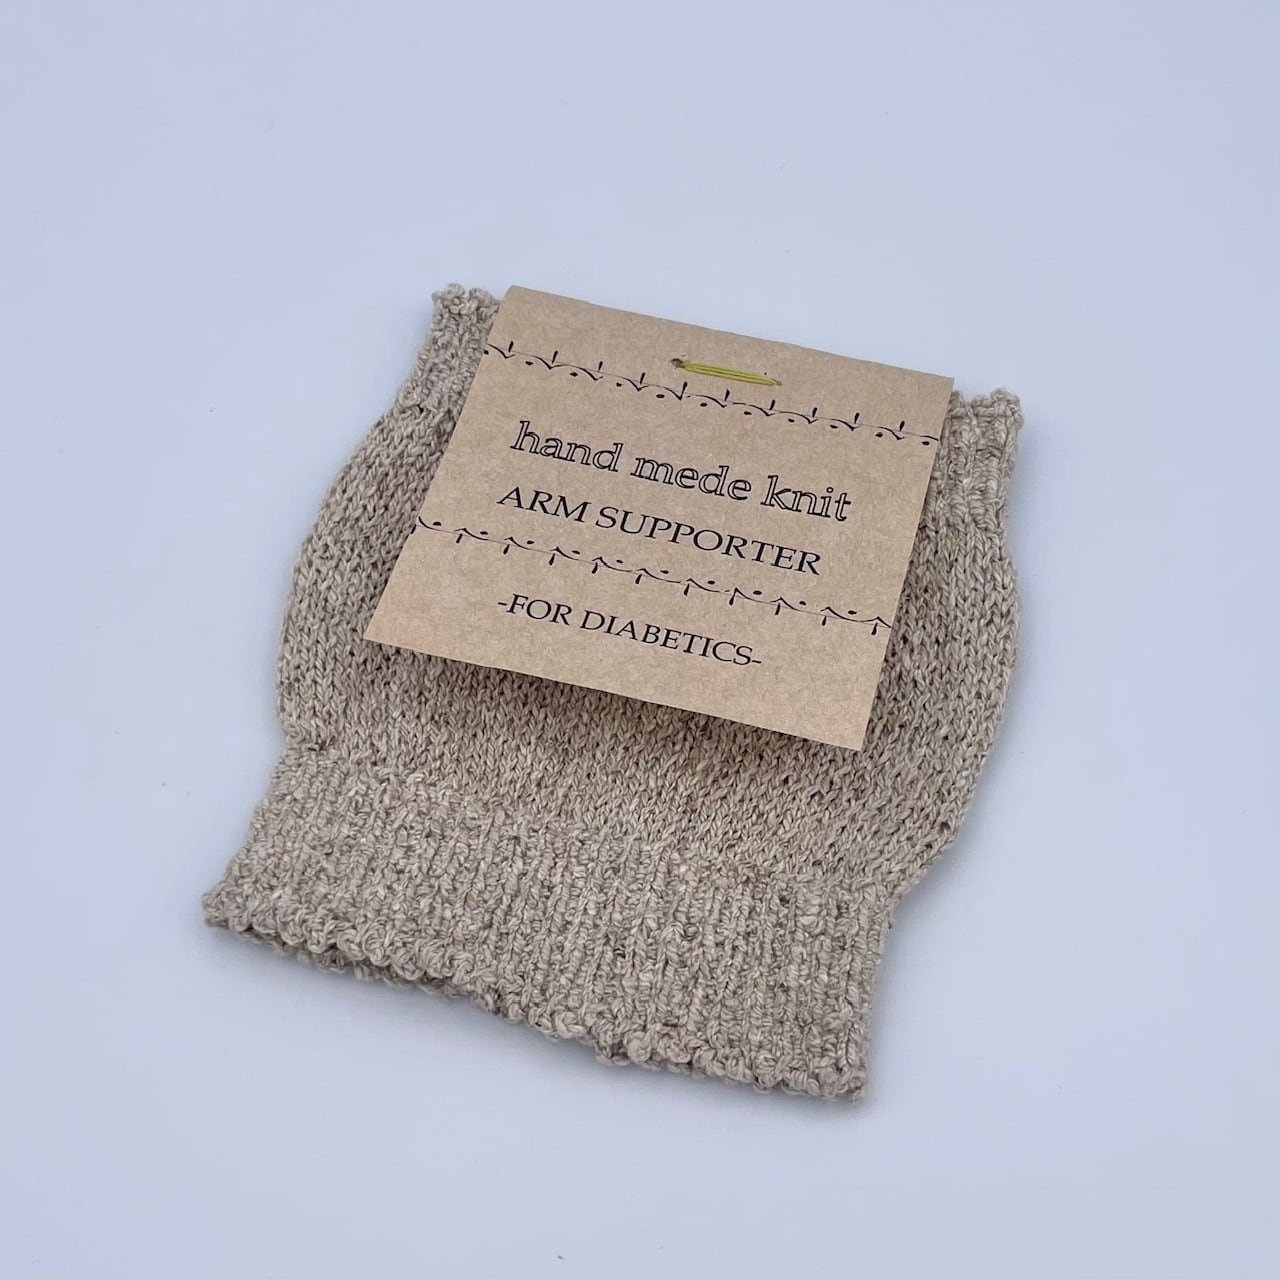 hand mede knit
ARM SUPPORTER
-FOR DIABETICS-